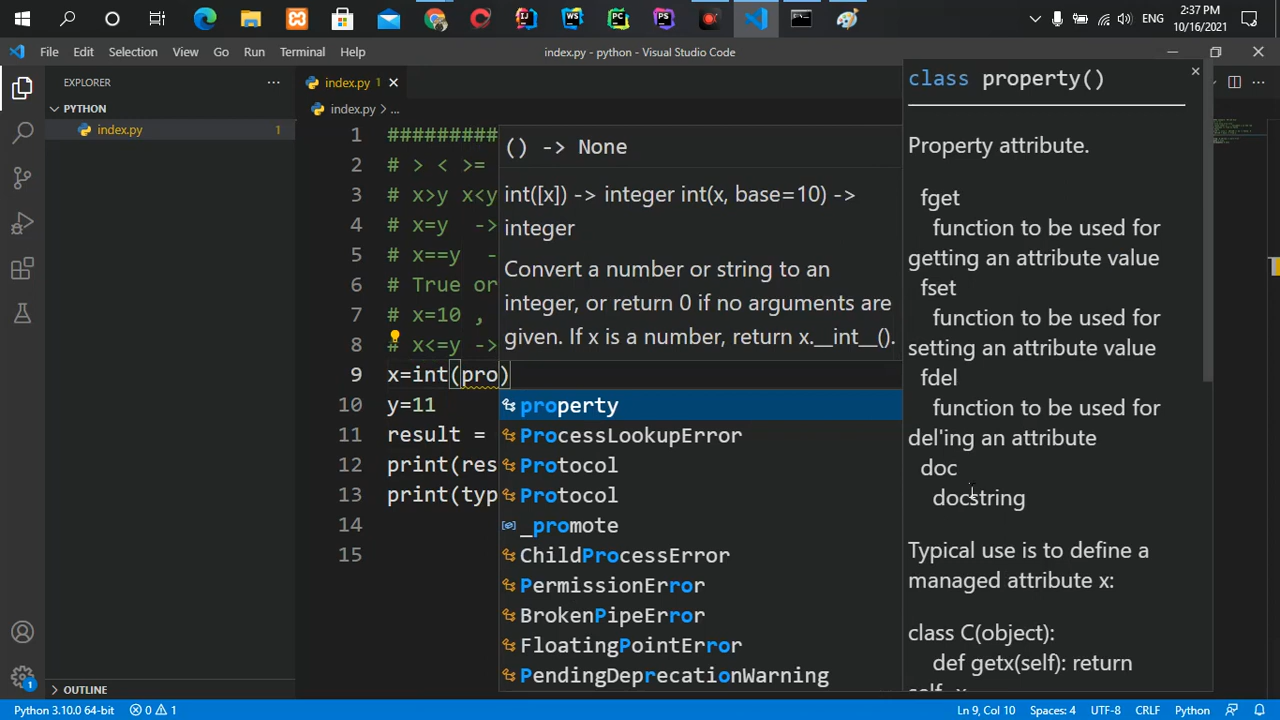 2:37 PM
ENG
10/16/2021
File Edit Selection View Go Run Terminal Help
index.py - python - Visual Studio Code
EXPLORER
PYTHON
index.py 1
index.py 1
index.py > ...
1 #########
2 # > < >=
3 # x>y x<y
4 # x=y ->
5 # x==y -
6 # True or
7 # x=10 ,
8 # x<=y ->
9 x=int(pro)
10 y=11
11 result =
12 print(res
13 print(typ
14
15
() -> None
int([x]) -> integer int(x, base=10) ->
integer
Convert a number or string to an
integer, or return 0 if no arguments are
given. If x is a number, return x.__int__().
property
ProcessLookupError
Protocol
Protocol
_promote
ChildProcessError
PermissionError
BrokenPipeError
FloatingPointError
PendingDeprecationWarning
class property()
Property attribute.
fget
function to be used for
getting an attribute value
fset
function to be used for
setting an attribute value
fdel
function to be used for
del'ing an attribute
doc
docstring
Typical use is to define a
managed attribute x:
class C(object):
def getx(self): return
self._x
OUTLINE
1
Python 3.10.0 64-bit 0 1
Ln 9, Col 10 Spaces: 4 UTF-8 CRLF Python